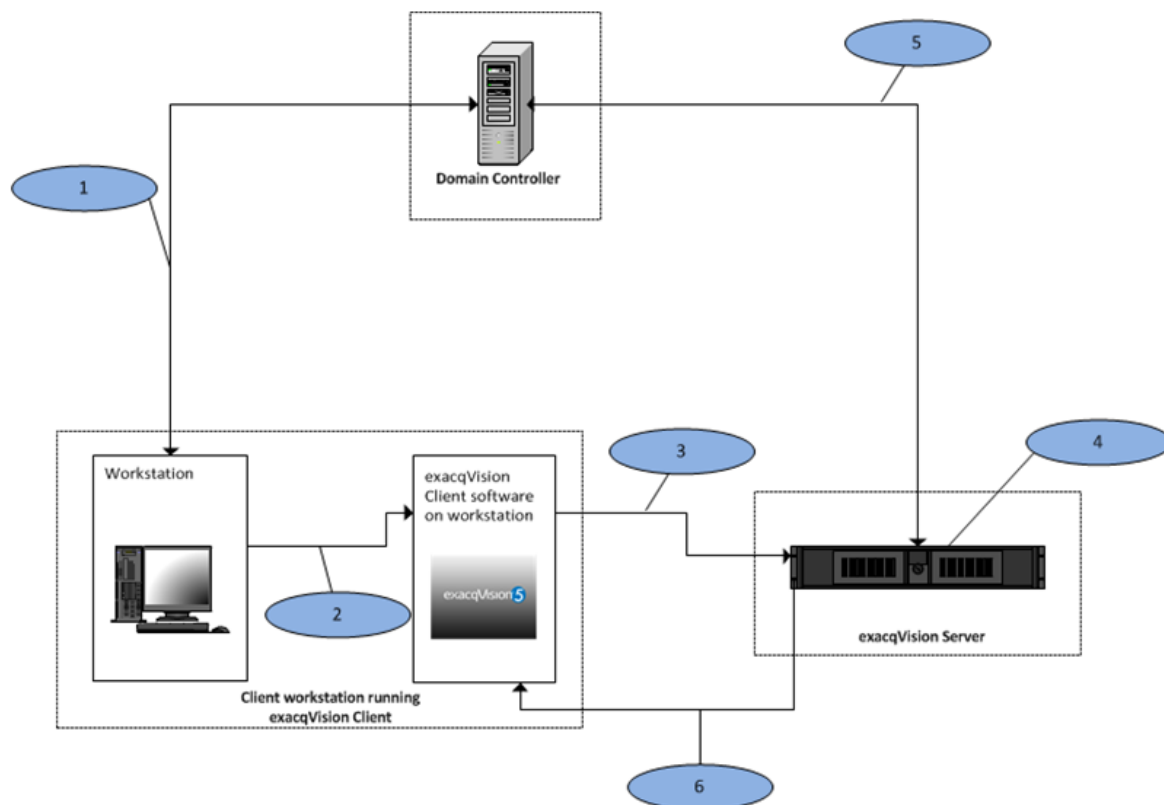 5
Domain Controller
1
3
4
Workstation
exacqVision
Client software
on workstation
exacqVision 5
2
exacqVision Server
Client workstation running
exacqVision Client
6